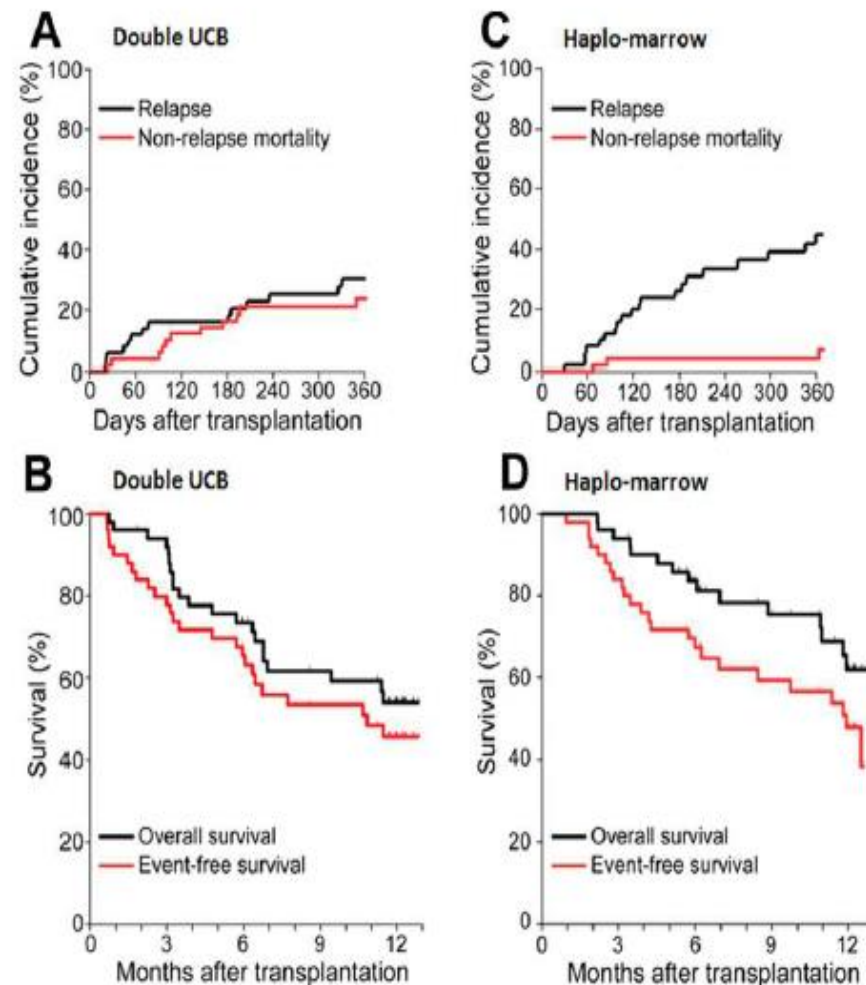 A Double UCB
Cumulative incidence (%)
100
80
60
40
20
0
Relapse
Non-relapse mortality
0 60 120 180 240 300 360
Days after transplantation
C Haplo-marrow
Cumulative incidence (%)
100
80
60
40
20
0
Relapse
Non-relapse mortality
0 60 120 180 240 300 360
Days after transplantation
B Double UCB
Survival (%)
100
80
60
40
20
0
Overall survival
Event-free survival
0 3 6 9 12
Months after transplantation
D Haplo-marrow
Survival (%)
100
80
60
40
20
0
Overall survival
Event-free survival
0 3 6 9 12
Months after transplantation